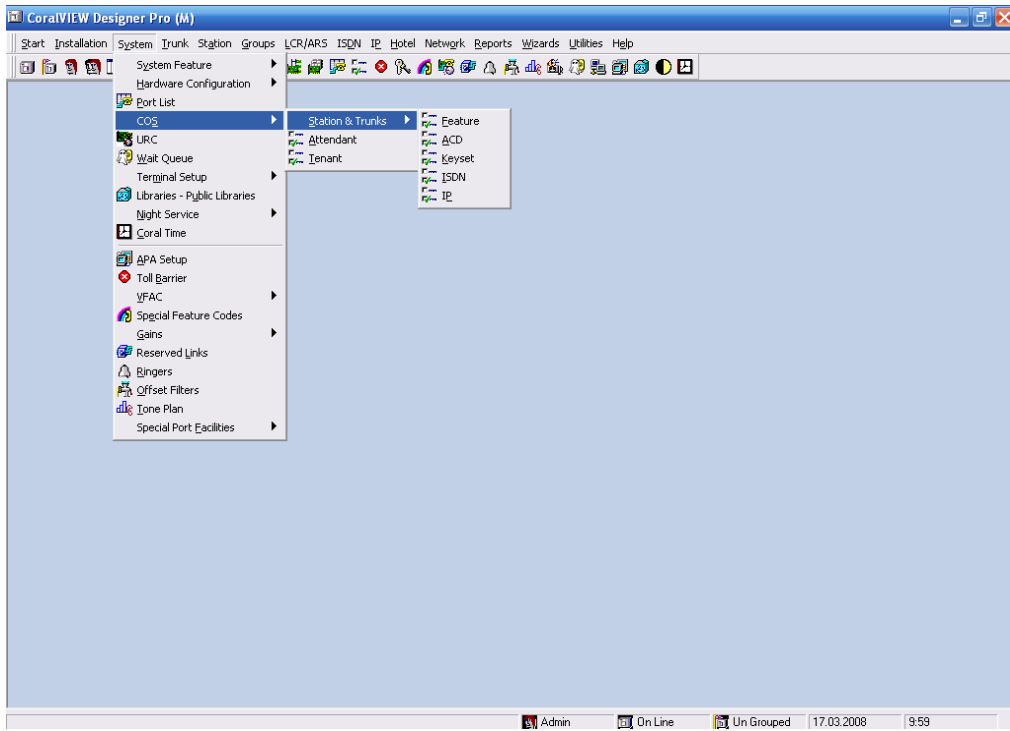 CoralVIEW Designer Pro (M)
Start Installation System Trunk Station Groups LCR/ARS ISDN IP Hotel Network Reports Wizards Utilities Help
System Feature
Hardware Configuration
Port List
COS
URC
Wait Queue
Terminal Setup
Libraries - Public Libraries
Night Service
Coral Time
APA Setup
Toll Barrier
VFAC
Special Feature Codes
Gains
Reserved Links
Ringers
Offset Filters
Tone Plan
Special Port Facilities
Station & Trunks
Attendant
Tenant
Feature
ACD
Keyset
ISDN
IP
Admin On Line Un Grouped 17.03.2008 9:59